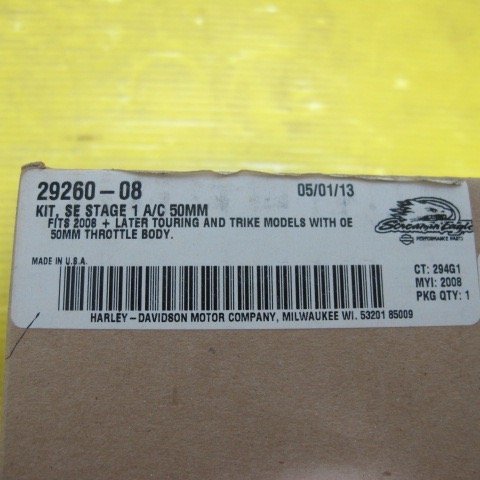 29260-08 05/01/13
KIT, SE STAGE 1 A/C 50MM
FITS 2008 + LATER TOURING AND TRIKE MODELS WITH OE
50MM THROTTLE BODY.
Screamin Eagle
PERFORMANCE PARTS
MADE IN U.S.A.
CT: 294G1
MYI: 2008
PKG QTY: 1
HARLEY-DAVIDSON MOTOR COMPANY, MILWAUKEE WI. 53201 85009